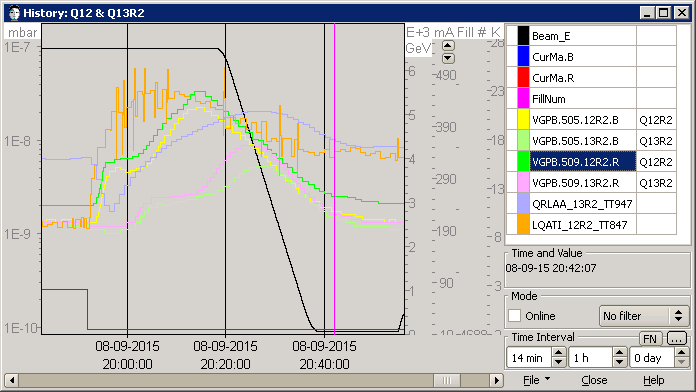 History: Q12 & Q13R2
mbar
E+3 mA Fill # K
GeV
1E-7
1E-8
1E-9
1E-10
6
5
4
3
2
1
0
490
390
290
190
90
-10
-28
-23
-18
-13
-8
-3
08-09-2015
20:00:00
08-09-2015
20:20:00
08-09-2015
20:40:00
Beam_E
CurMa.B
CurMa.R
FillNum
VGPB.505.12R2.B Q12R2
VGPB.505.13R2.B Q13R2
VGPB.509.12R2.R Q12R2
VGPB.509.13R2.R Q13R2
QRLAA_13R2_TT947
LQATI_12R2_TT847
Time and Value
08-09-15 20:42:07
Mode
Online
No filter
Time Interval
FN ...
14 min 1 h 0 day
File Close Help